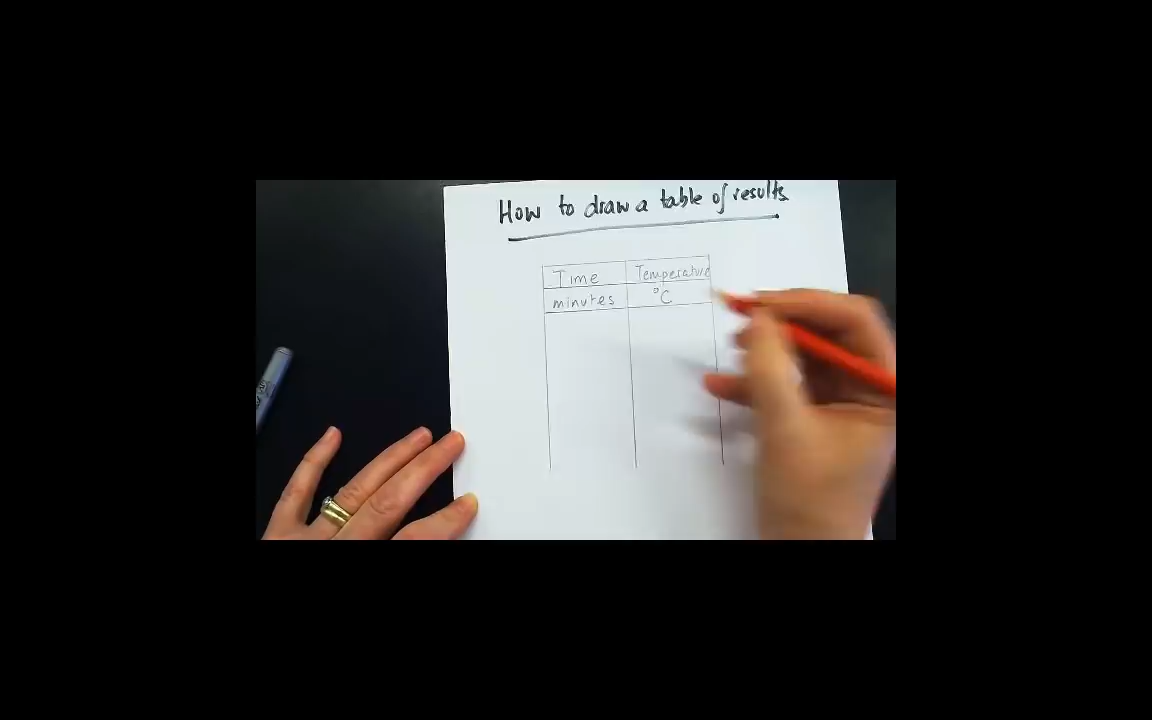 How to draw a table of results
Time Temperature
minutes °C